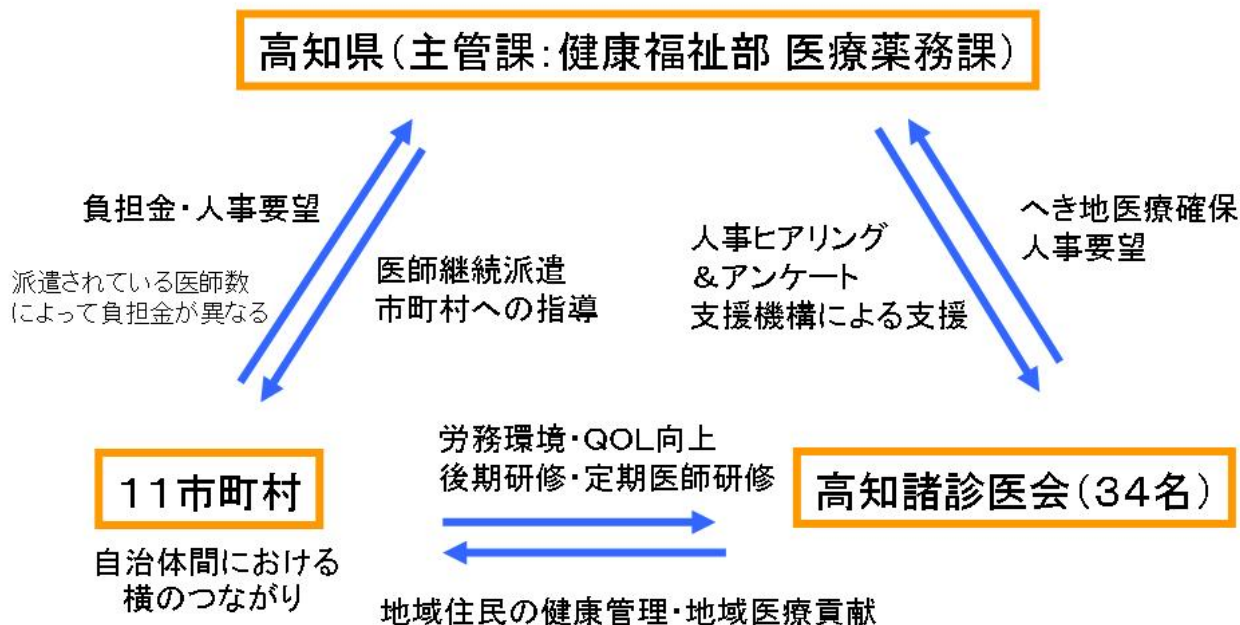 高知県(主管課:健康福祉部 医療薬務課)
負担金・人事要望
派遣されている医師数
によって負担金が異なる
医師継続派遣
市町村への指導
人事ヒアリング
&アンケート
支援機構による支援
へき地医療確保
人事要望
11市町村
自治体間における
横のつながり
労務環境・QOL向上
後期研修・定期医師研修
高知諸診医会(34名)
地域住民の健康管理・地域医療貢献